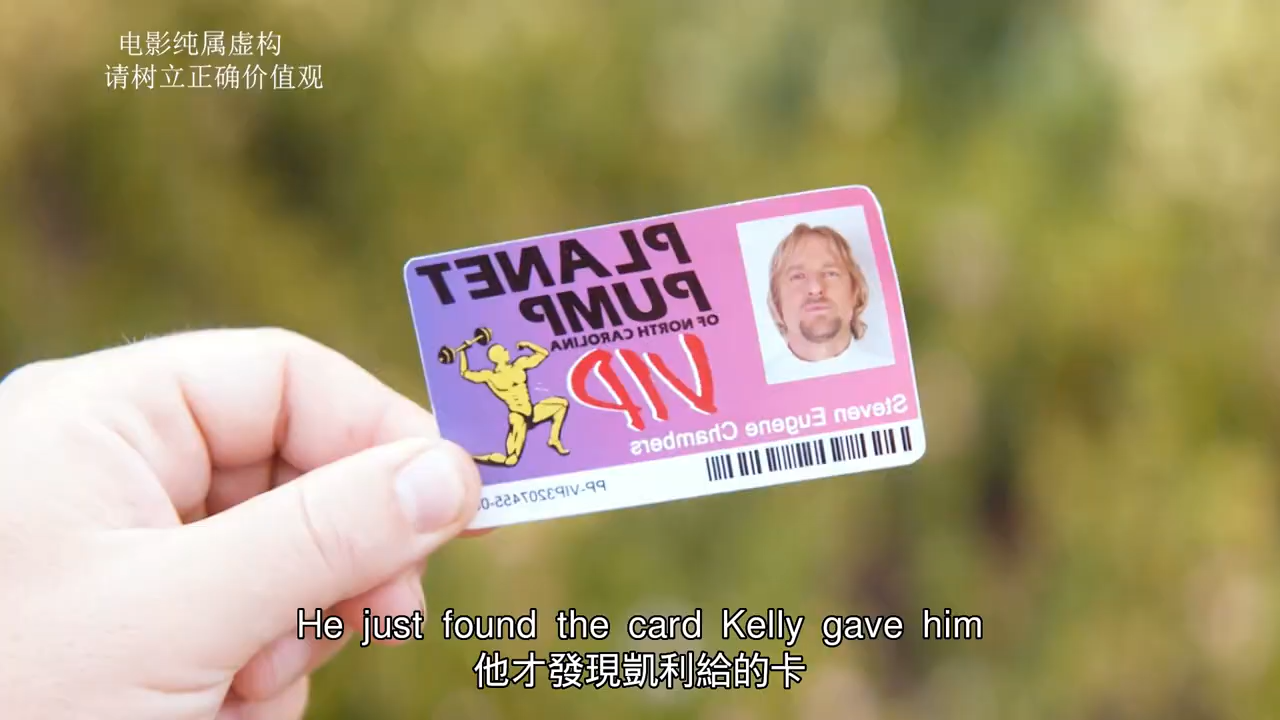 电影纯属虚构
请树立正确价值观
PLANET
PUMP
OF NORTH CAROLINA
VIP
Steven Eugene Chambers
He just found the card Kelly gave him
他才發現凱利給的卡